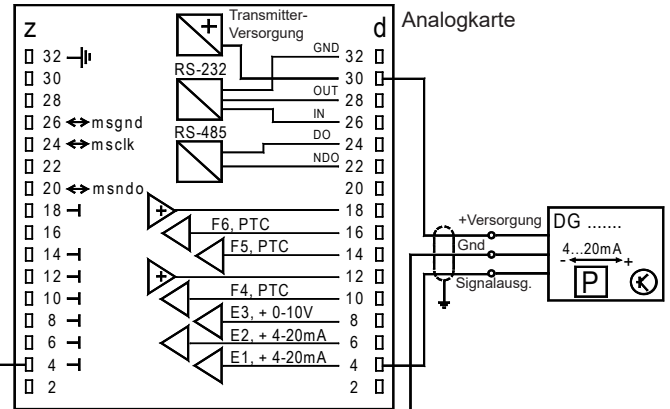 Analogkarte
z
Transmitter-
Versorgung
d
32
GND
32
30
30
RS-232
28
OUT
28
26
msgnd
IN
26
24
msclk
RS-485
DO
24
22
NDO
22
20
msndo
20
18
18
16
F6, PTC
16
14
F5, PTC
14
12
12
10
F4, PTC
10
8
E3, + 0-10V
8
6
E2, + 4-20mA
6
4
E1, + 4-20mA
4
2
2
+Versorgung
Gnd
Signalausg.
DG .......
4...20mA
- +
P